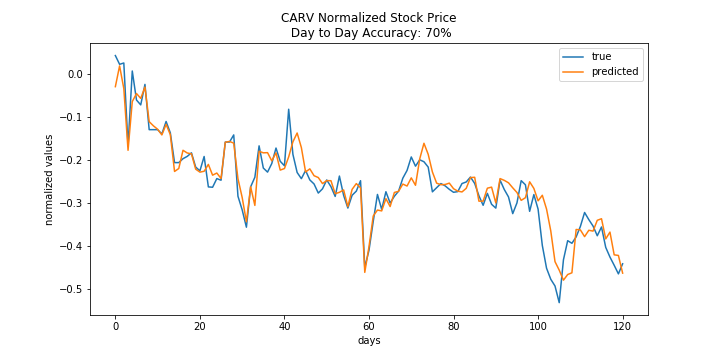 CARV Normalized Stock Price
Day to Day Accuracy: 70%
true
predicted
normalized values
0.0
−0.1
−0.2
−0.3
−0.4
−0.5
0
20
40
60
80
100
120
days